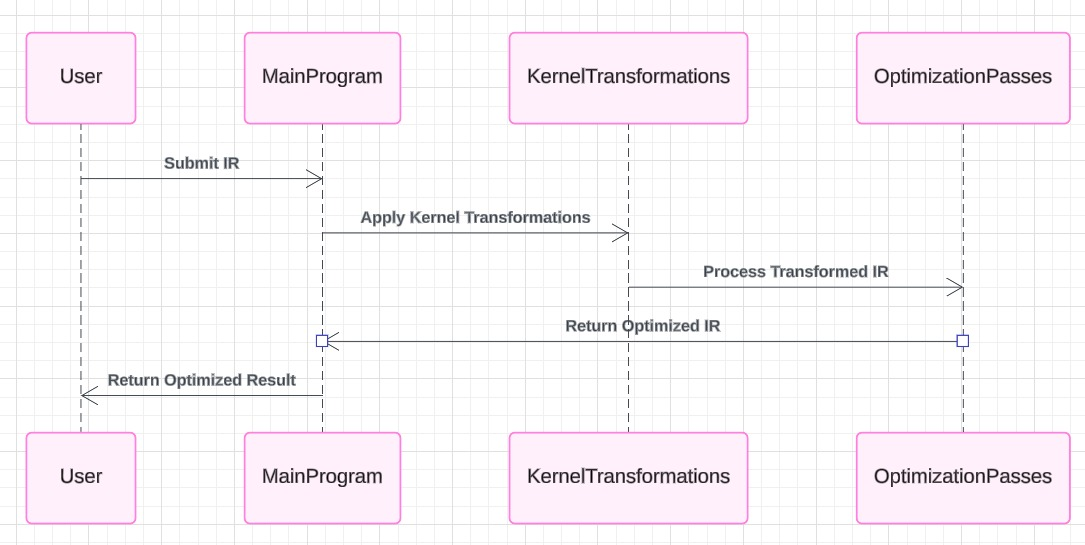 User
MainProgram
KernelTransformations
OptimizationPasses
Submit IR
Apply Kernel Transformations
Process Transformed IR
Return Optimized IR
Return Optimized Result
User
MainProgram
KernelTransformations
OptimizationPasses